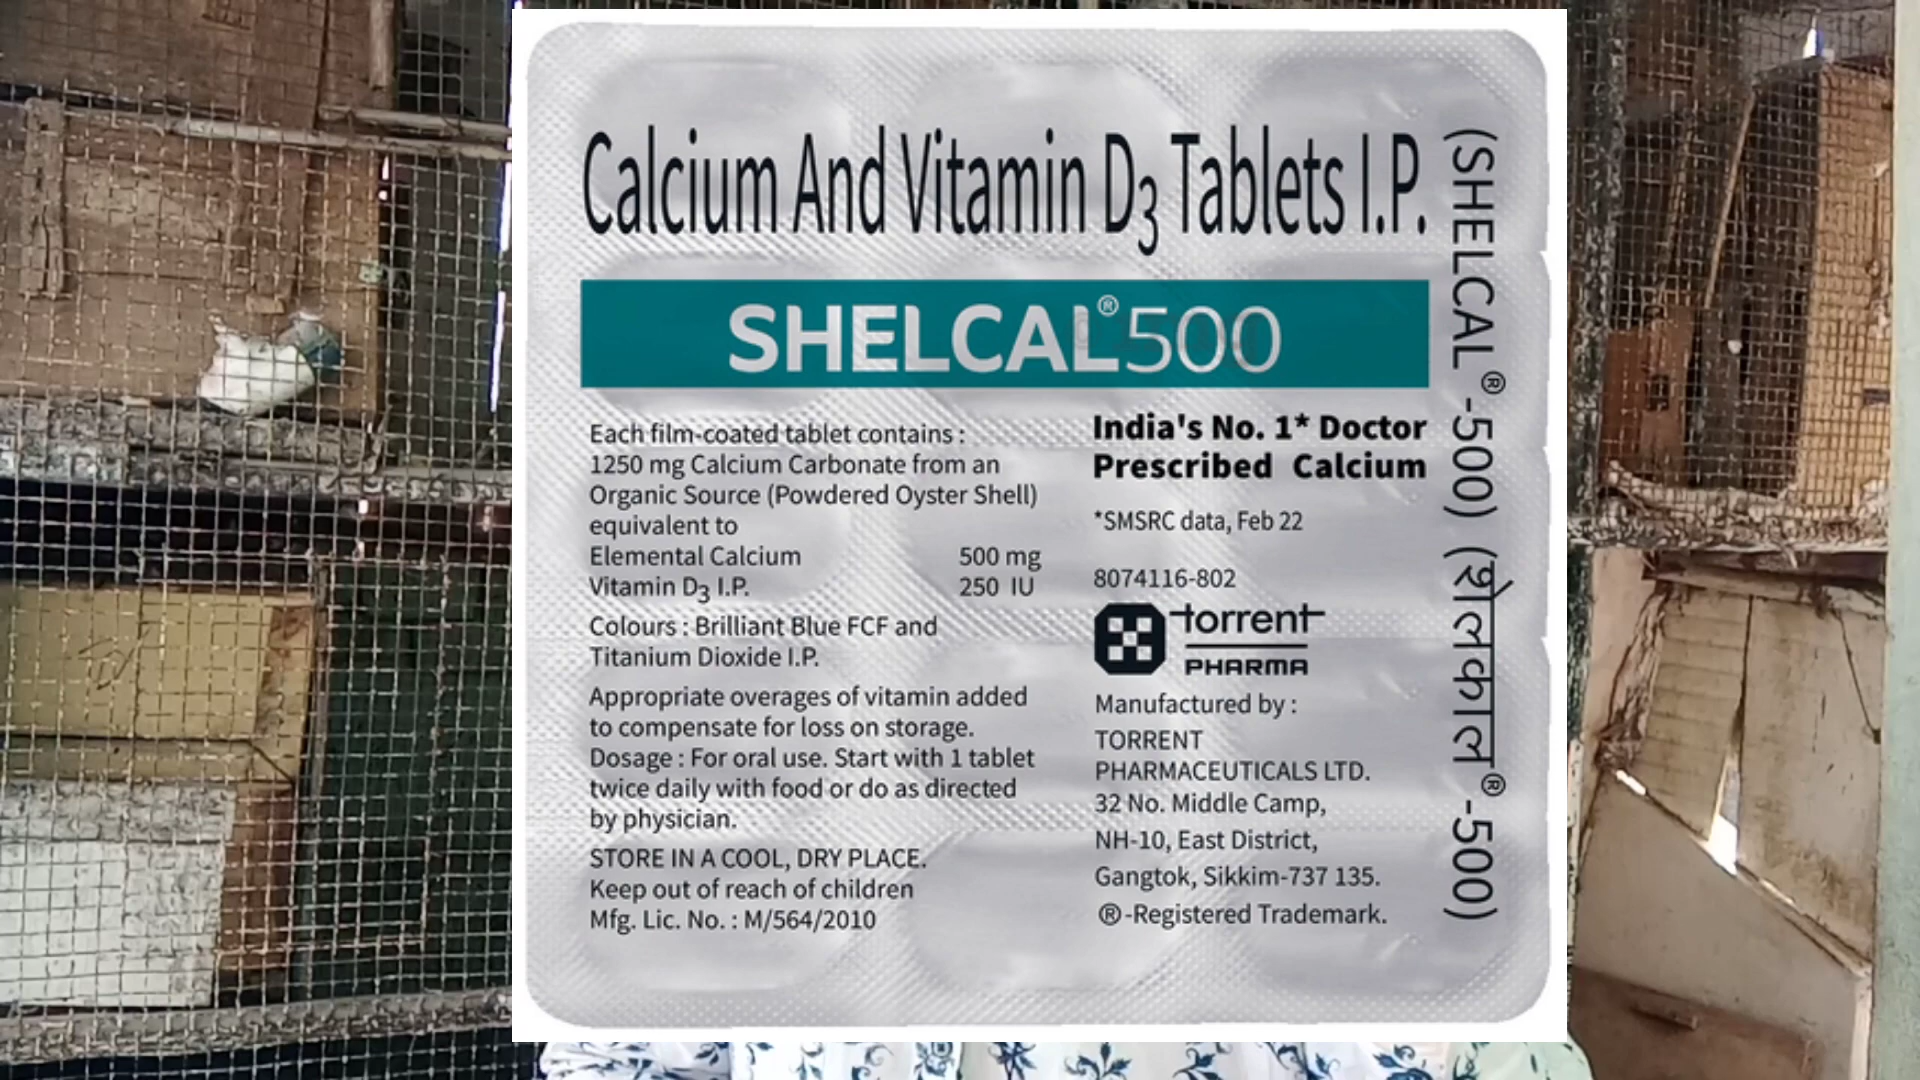 Calcium And Vitamin D3 Tablets I.P.
SHELCAL®500
Each film-coated tablet contains :
1250 mg Calcium Carbonate from an
Organic Source (Powdered Oyster Shell)
equivalent to
Elemental Calcium 500 mg
Vitamin D3 I.P. 250 IU
Colours : Brilliant Blue FCF and
Titanium Dioxide I.P.
Appropriate overages of vitamin added
to compensate for loss on storage.
Dosage : For oral use. Start with 1 tablet
twice daily with food or do as directed
by physician.
STORE IN A COOL, DRY PLACE.
Keep out of reach of children
Mfg. Lic. No. : M/564/2010
India's No. 1* Doctor
Prescribed Calcium
*SMSRC data, Feb 22
8074116-802
torrent
PHARMA
Manufactured by :
TORRENT
PHARMACEUTICALS LTD.
32 No. Middle Camp,
NH-10, East District,
Gangtok, Sikkim-737 135.
®-Registered Trademark.
(SHELCAL®-500) (शेलकाल®-500)